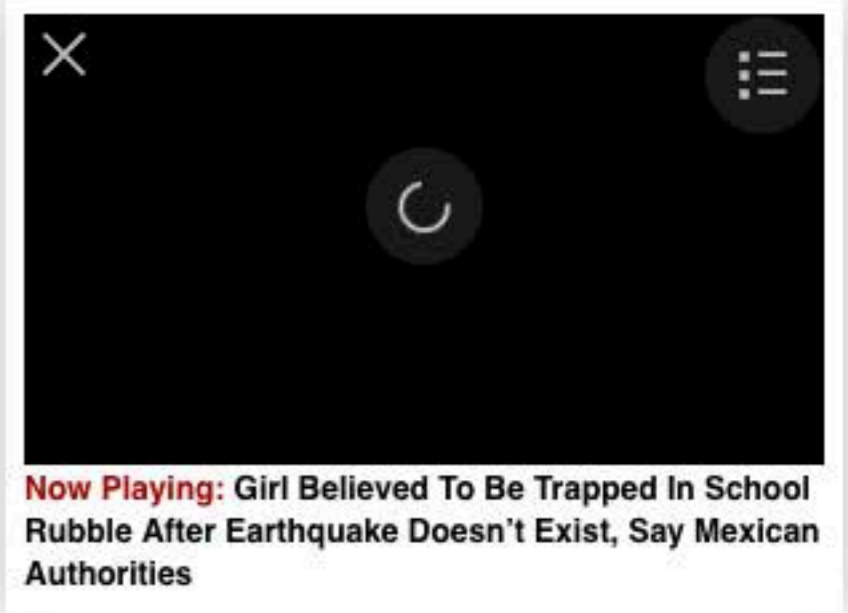 Now Playing: Girl Believed To Be Trapped In School
Rubble After Earthquake Doesn't Exist, Say Mexican
Authorities